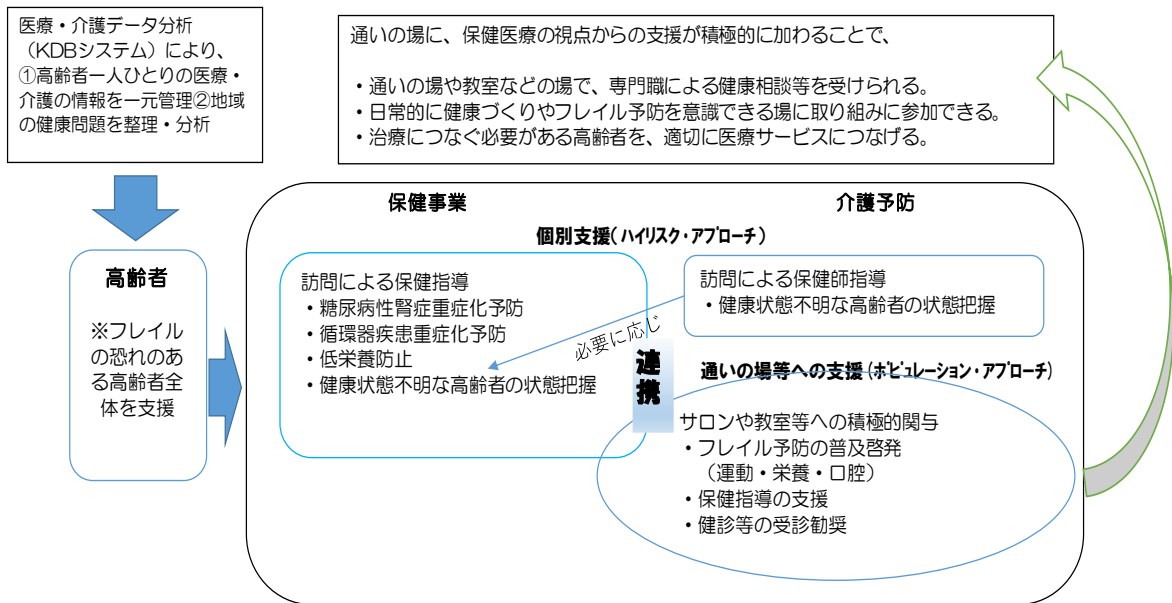 医療・介護データ分析
（KDBシステム）により、
①高齢者一人ひとりの医療・
介護の情報を一元管理②地域
の健康問題を整理・分析
通いの場に、保健医療の視点からの支援が積極的に加わることで、
・通いの場や教室などの場で、専門職による健康相談等を受けられる。
・日常的に健康づくりやフレイル予防を意識できる場に取り組みに参加できる。
・治療につなぐ必要がある高齢者を、適切に医療サービスにつなげる。
高齢者
※フレイル
の恐れのあ
る高齢者全
体を支援
保健事業
介護予防
個別支援(ハイリスク・アプローチ)
訪問による保健指導
・糖尿病性腎症重症化予防
・循環器疾患重症化予防
・低栄養防止
・健康状態不明な高齢者の状態把握
訪問による保健師指導
・健康状態不明な高齢者の状態把握
必要に応じ
連携
通いの場等への支援(ポピュレーション・アプローチ)
サロンや教室等への積極的関与
・フレイル予防の普及啓発
（運動・栄養・口腔）
・保健指導の支援
・健診等の受診勧奨